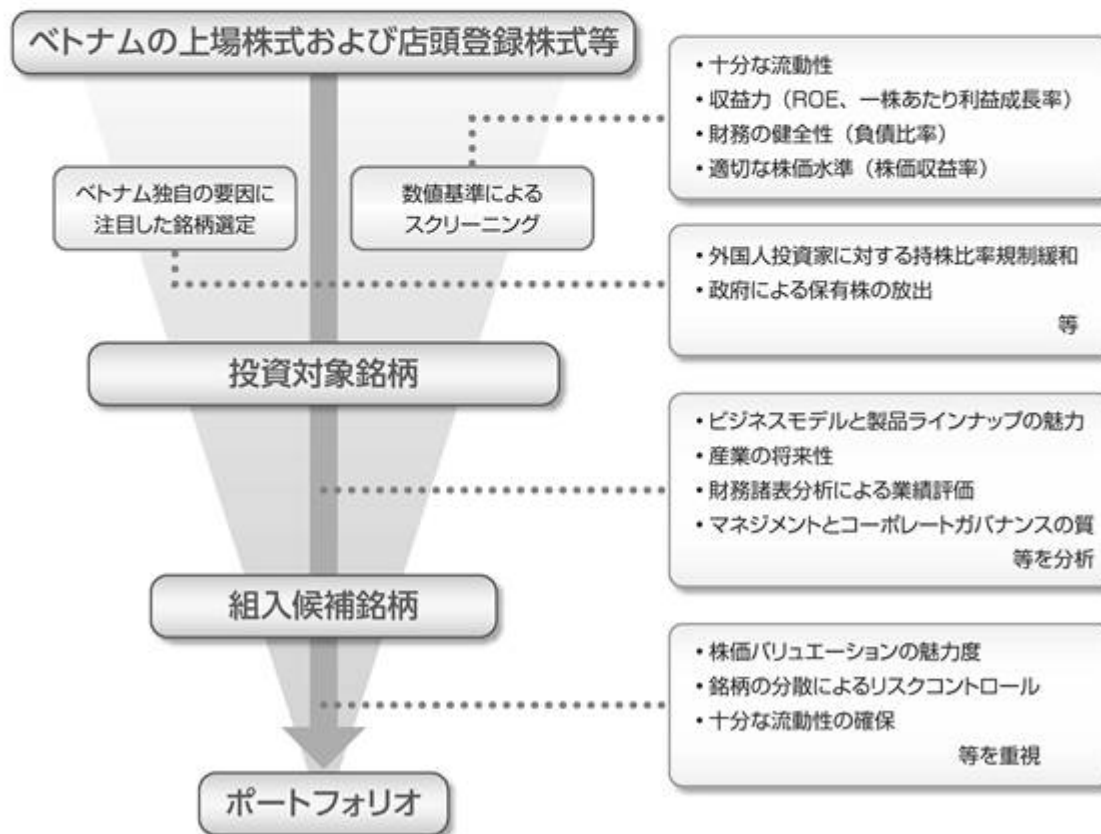 ベトナムの上場株式および店頭登録株式等
・十分な流動性
・収益力（ROE、一株あたり利益成長率）
・財務の健全性（負債比率）
・適切な株価水準（株価収益率）
ベトナム独自の要因に
注目した銘柄選定
数値基準による
スクリーニング
・外国人投資家に対する持株比率規制緩和
・政府による保有株の放出
等
投資対象銘柄
・ビジネスモデルと製品ラインナップの魅力
・産業の将来性
・財務諸表分析による業績評価
・マネジメントとコーポレートガバナンスの質
等を分析
組入候補銘柄
・株価バリュエーションの魅力度
・銘柄の分散によるリスクコントロール
・十分な流動性の確保
等を重視
ポートフォリオ